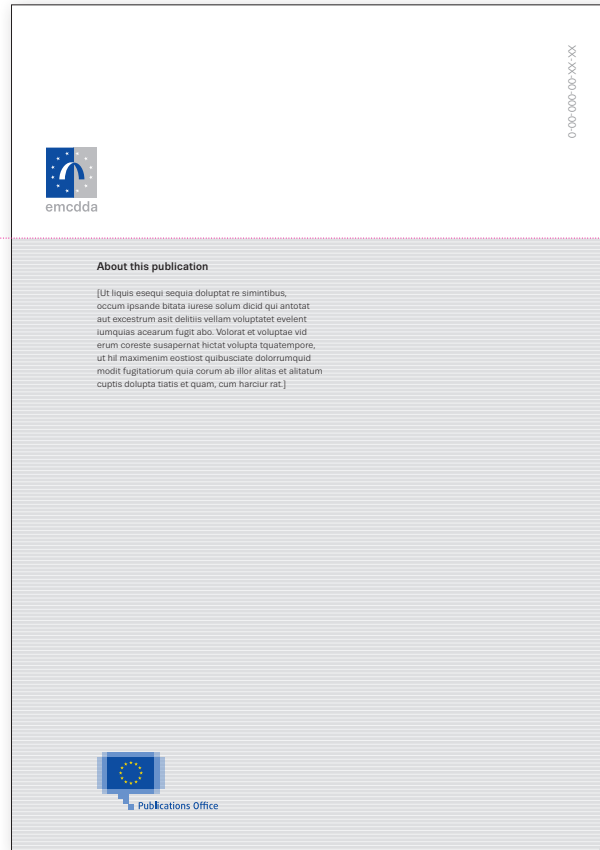 XX-XX-00-000-00-0
emcdda
About this publication
[Ut liquis esequi sequia doluptat re simintibus,
occum ipsande bitata iurese solum dicid qui antotat
aut excestrum asit delitiis vellam voluptatet evelent
iumquias acearum fugit abo. Volorat et voluptae vid
erum coreste susapernat hictat volupta tquatempore,
ut hil maximenim eostiost quibusciate dolorrumquid
modit fugitatiorum quia corum ab illor alitas et alitatum
cuptis dolupta tiatis et quam, cum harciur rat.]
Publications Office